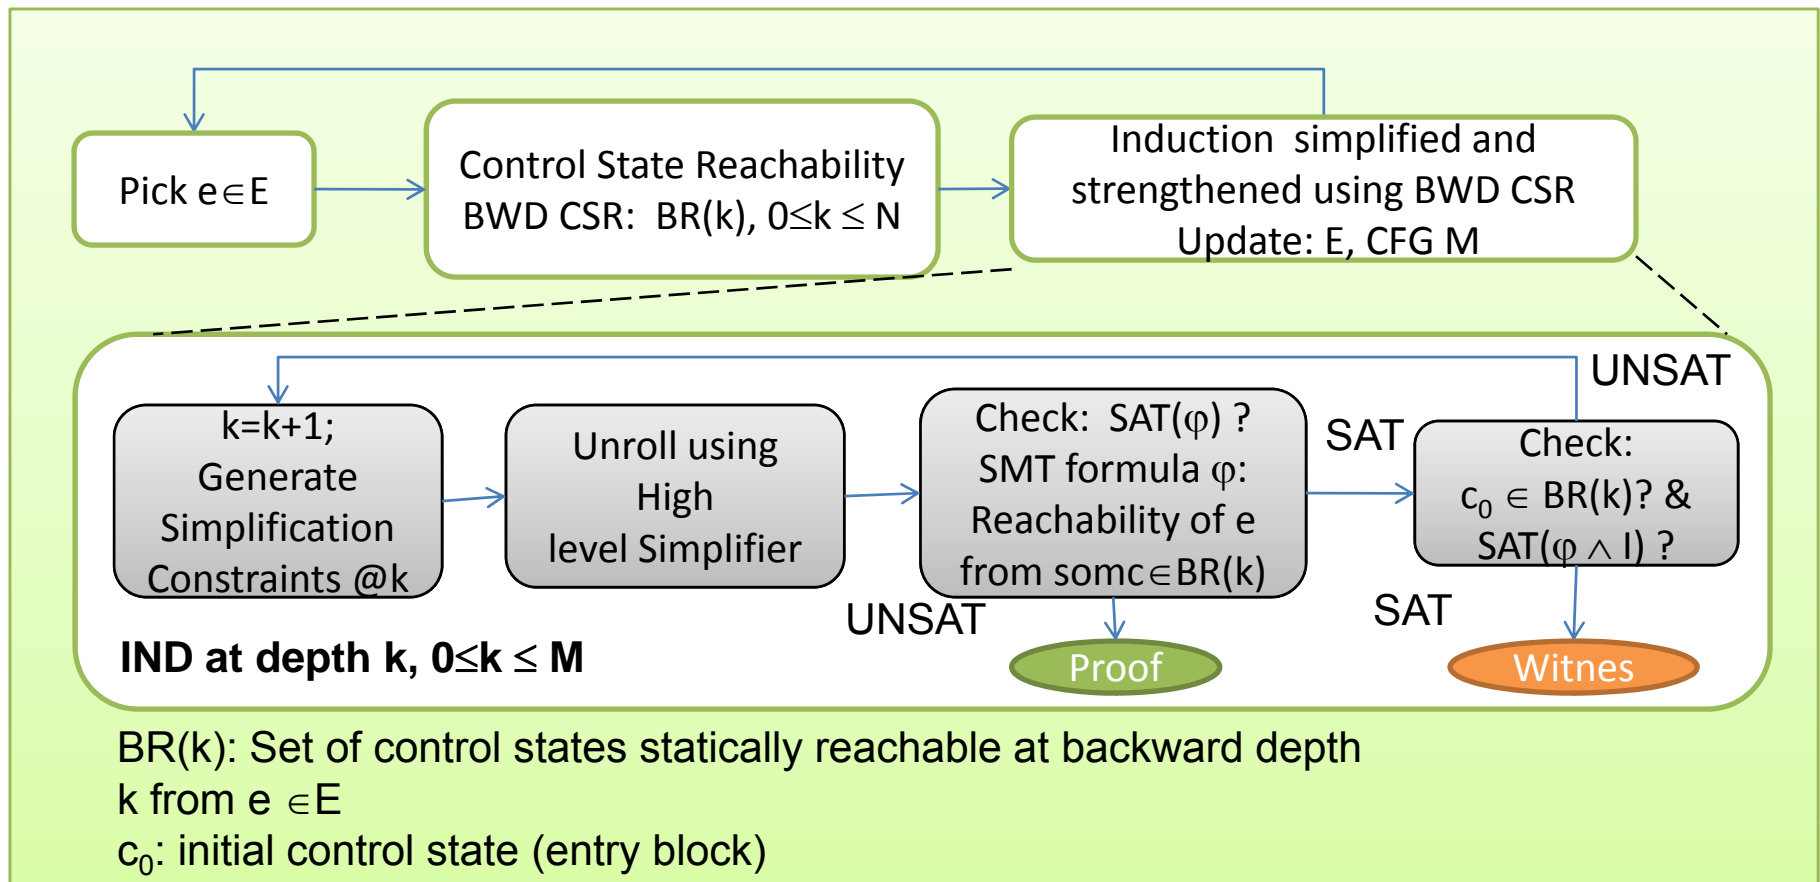 Pick e∈E
Control State Reachability
BWD CSR: BR(k), 0≤k ≤ N
Induction simplified and
strengthened using BWD CSR
Update: E, CFG M
UNSAT
k=k+1;
Generate
Simplification
Constraints @k
Unroll using
High
level Simplifier
Check: SAT(φ) ?
SMT formula φ:
Reachability of e
from somc∈BR(k)
SAT
Check:
c₀ ∈ BR(k)? &
SAT(φ ∧ I) ?
UNSAT
SAT
IND at depth k, 0≤k ≤ M
Proof
Witnes
BR(k): Set of control states statically reachable at backward depth
k from e ∈E
c₀: initial control state (entry block)